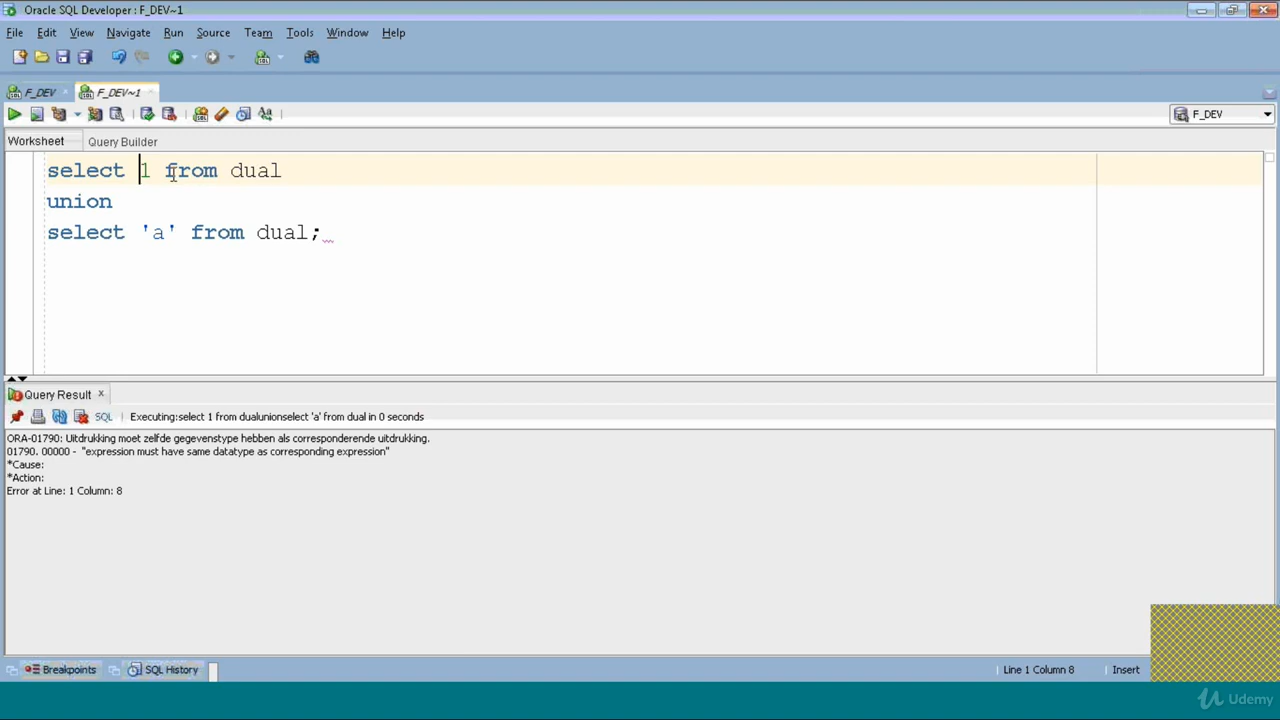 Oracle SQL Developer : F_DEV~1
File Edit View Navigate Run Source Team Tools Window Help
F_DEV F_DEV~1
F_DEV
Worksheet Query Builder
select 1 from dual
union
select 'a' from dual;
Query Result
SQL Executing:select 1 from dualunionselect 'a' from dual in 0 seconds
ORA-01790: Uitdrukking moet zelfde gegevenstype hebben als corresponderende uitdrukking.
01790. 00000 - "expression must have same datatype as corresponding expression"
*Cause:
*Action:
Error at Line: 1 Column: 8
Breakpoints SQL History Line 1 Column 8 Insert
Udemy